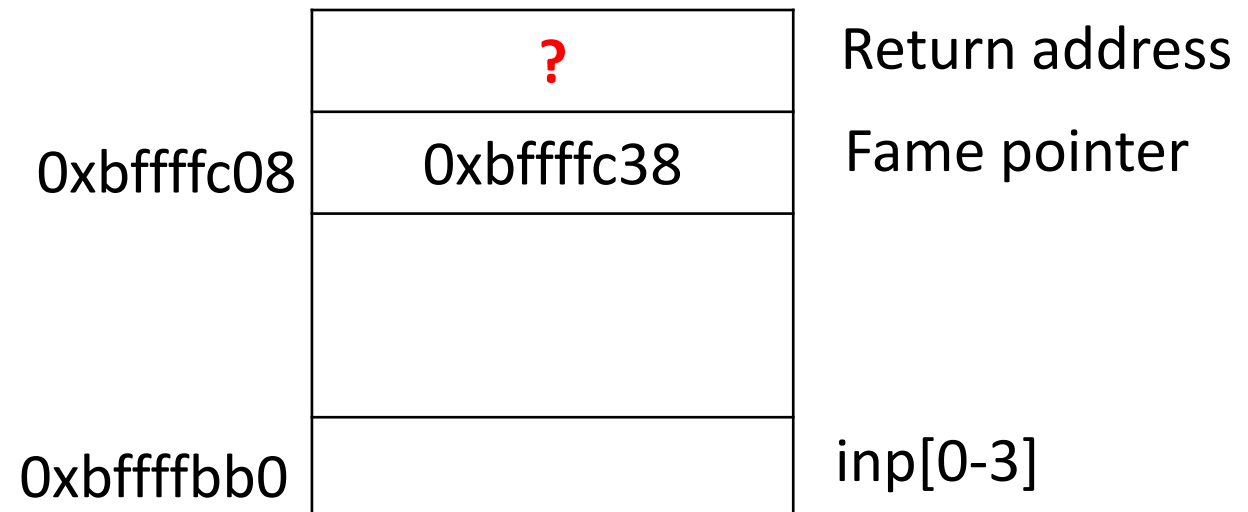 ? Return address
0xbffffc08 0xbffffc38 Fame pointer
0xbffffbb0 inp[0-3]